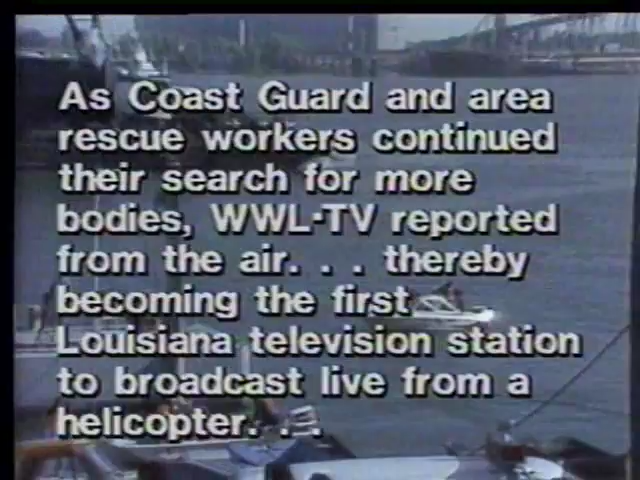 As Coast Guard and area
rescue workers continued
their search for more
bodies, WWL-TV reported
from the air. . . thereby
becoming the first
Louisiana television station
to broadcast live from a
helicopter. . .